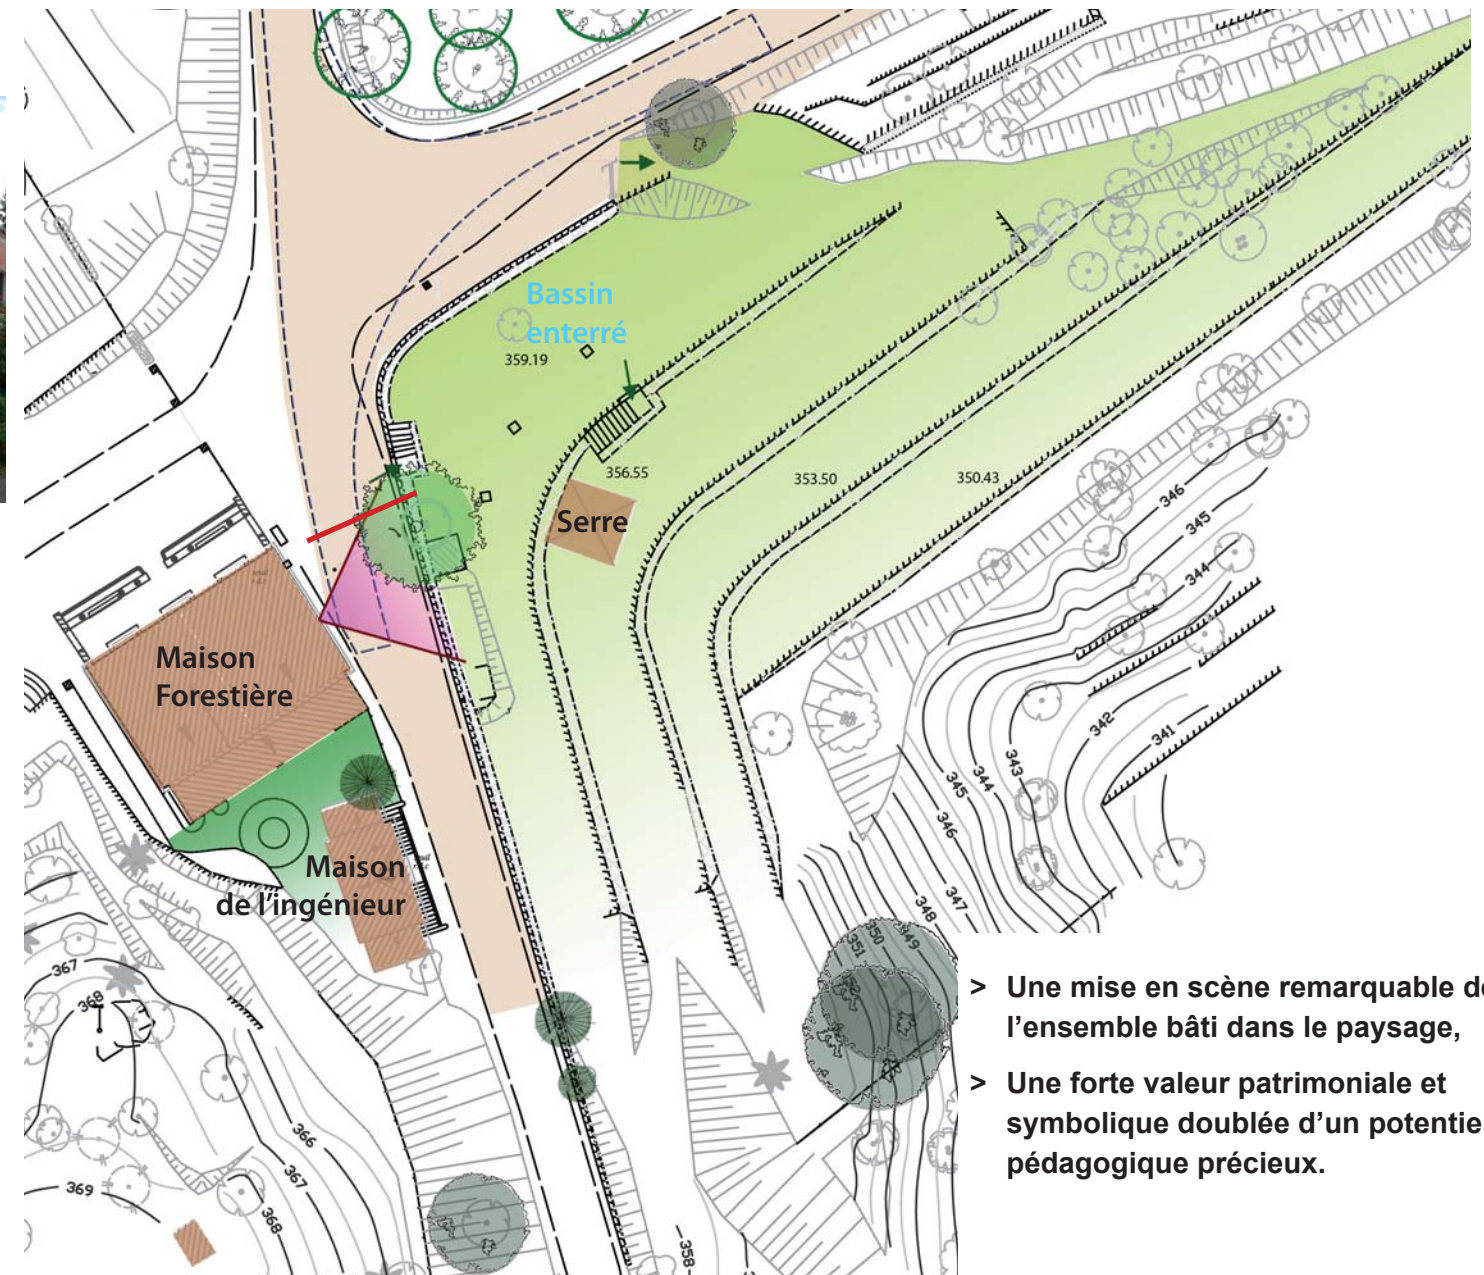 Bassin
enterré
359.19
356.55
353.50
350.43
Serre
Maison
Forestière
Maison
de l'ingénieur
346
345
344
343
342
341
345
344
346
347
348
349
350
351
367
368
366
367
368
369
358
> Une mise en scène remarquable de
l’ensemble bâti dans le paysage,
> Une forte valeur patrimoniale et
symbolique doublée d’un potentie
pédagogique précieux.